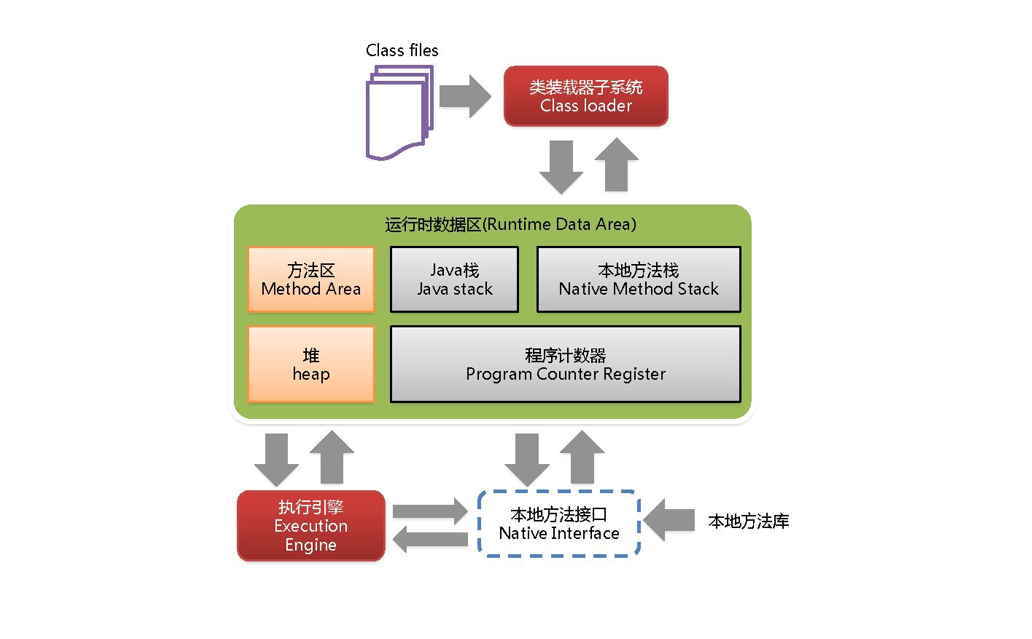 Class files
类装载器子系统
Class loader
运行时数据区(Runtime Data Area)
方法区
Method Area
Java栈
Java stack
本地方法栈
Native Method Stack
堆
heap
程序计数器
Program Counter Register
执行引擎
Execution
Engine
本地方法接口
Native Interface
本地方法库